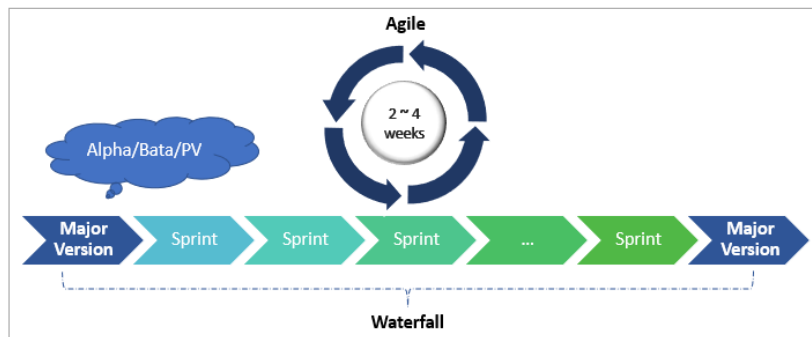 Agile
2 ~ 4
weeks
Alpha/Bata/PV
Major
Version
Sprint
Sprint
Sprint
...
Sprint
Major
Version
Waterfall